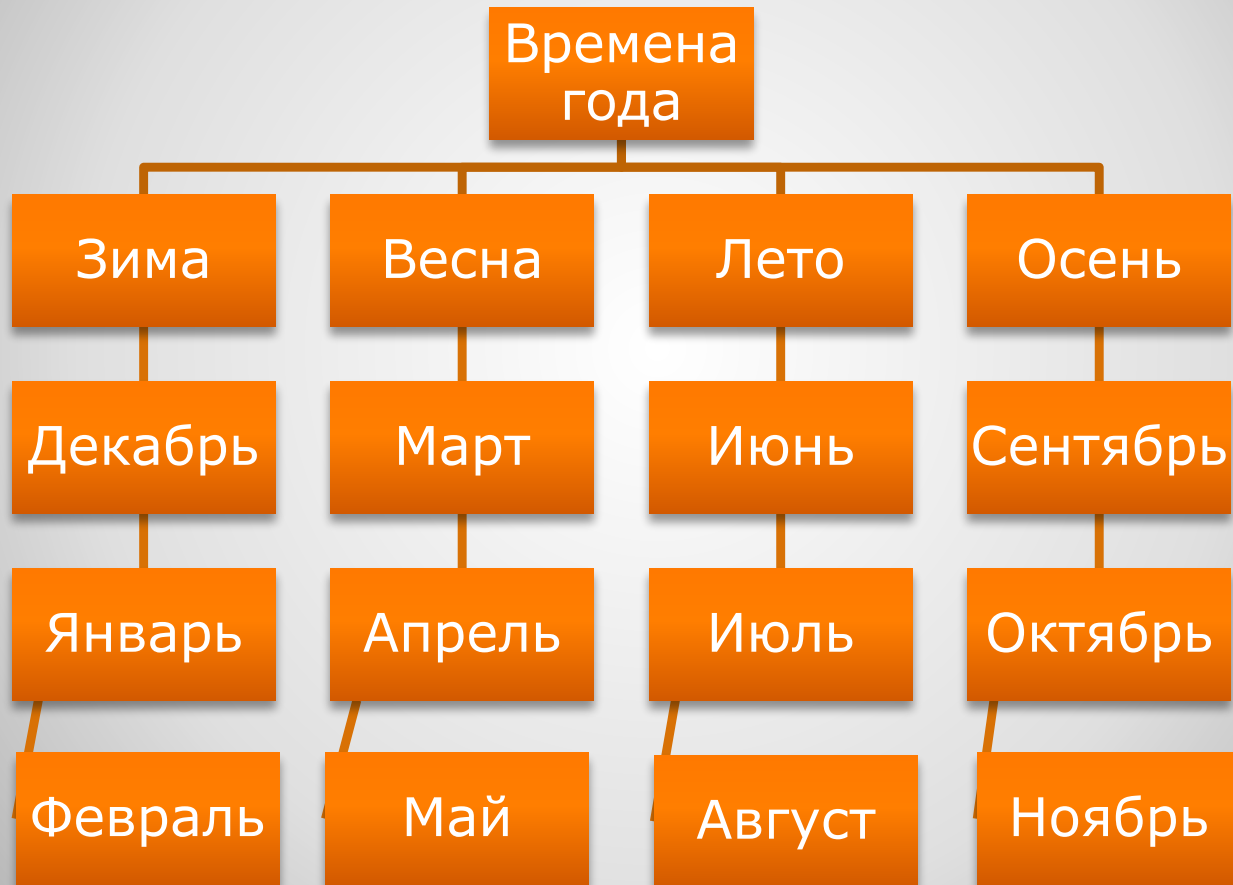 Времена
года
Зима
Весна
Лето
Осень
Декабрь
Март
Июнь
Сентябрь
Январь
Апрель
Июль
Октябрь
Февраль
Май
Август
Ноябрь